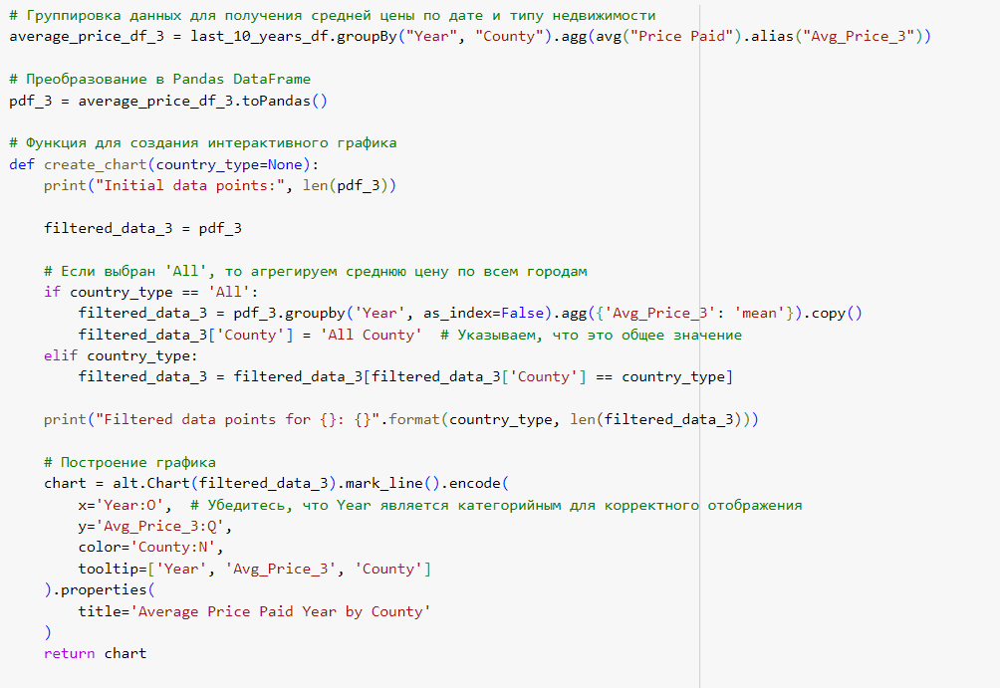 # Группировка данных для получения средней цены по дате и типу недвижимости
average_price_df_3 = last_10_years_df.groupBy("Year", "County").agg(avg("Price Paid").alias("Avg_Price_3"))

# Преобразование в Pandas DataFrame
pdf_3 = average_price_df_3.toPandas()

# Функция для создания интерактивного графика
def create_chart(country_type=None):
    print("Initial data points:", len(pdf_3))

    filtered_data_3 = pdf_3

    # Если выбран 'All', то агрегируем среднюю цену по всем городам
    if country_type == 'All':
        filtered_data_3 = pdf_3.groupby('Year', as_index=False).agg({'Avg_Price_3': 'mean'}).copy()
        filtered_data_3['County'] = 'All County'  # Указываем, что это общее значение
    elif country_type:
        filtered_data_3 = filtered_data_3[filtered_data_3['County'] == country_type]

    print("Filtered data points for {}: {}".format(country_type, len(filtered_data_3)))

    # Построение графика
    chart = alt.Chart(filtered_data_3).mark_line().encode(
        x='Year:O',  # Убедитесь, что Year является категорийным для корректного отображения
        y='Avg_Price_3:Q',
        color='County:N',
        tooltip=['Year', 'Avg_Price_3', 'County']
    ).properties(
        title='Average Price Paid Year by County'
    )
    return chart